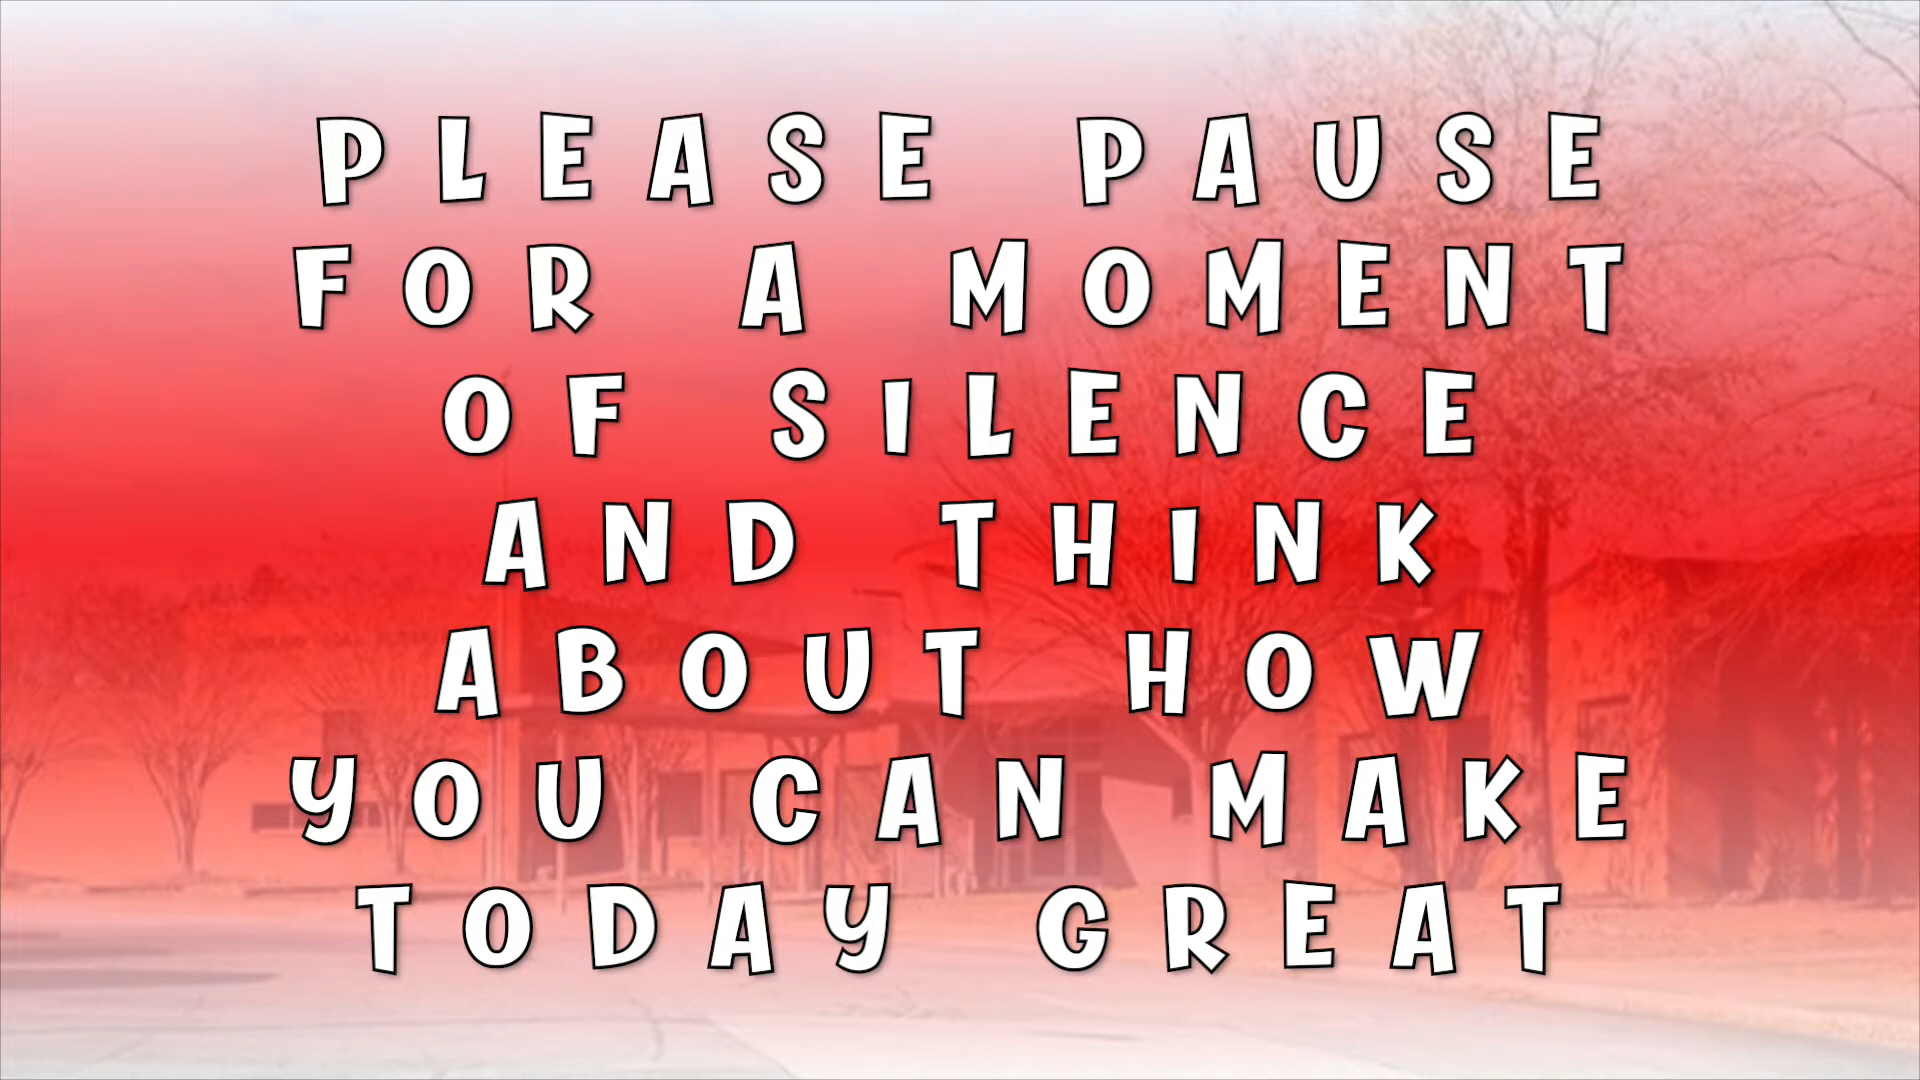 PLEASE PAUSE
FOR A MOMENT
OF SILENCE
AND THINK
ABOUT HOW
YOU CAN MAKE
TODAY GREAT